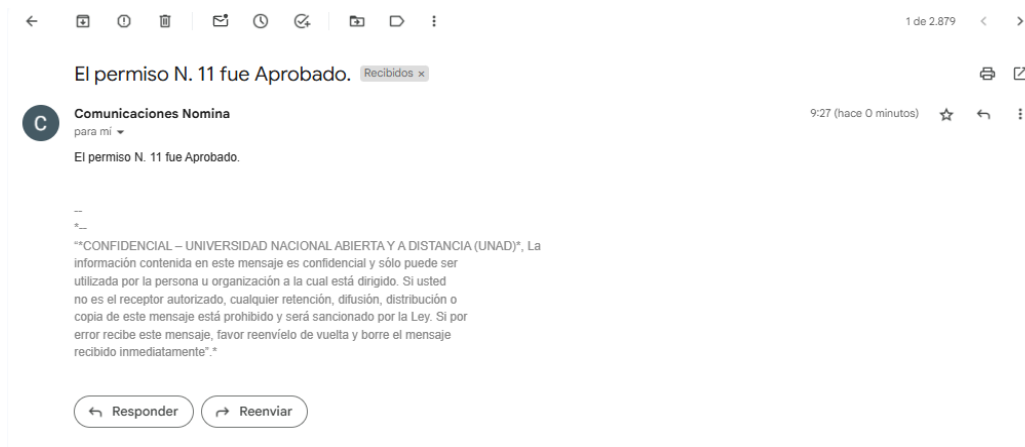 1 de 2.879
El permiso N. 11 fue Aprobado. Recibidos x
C
Comunicaciones Nomina
9:27 (hace 0 minutos)
para mí
El permiso N. 11 fue Aprobado.
--
*--
“*CONFIDENCIAL – UNIVERSIDAD NACIONAL ABIERTA Y A DISTANCIA (UNAD)*, La
información contenida en este mensaje es confidencial y sólo puede ser
utilizada por la persona u organización a la cual está dirigido. Si usted
no es el receptor autorizado, cualquier retención, difusión, distribución o
copia de este mensaje está prohibido y será sancionado por la Ley. Si por
error recibe este mensaje, favor reenvíelo de vuelta y borre el mensaje
recibido inmediatamente”.*
Responder
Reenviar